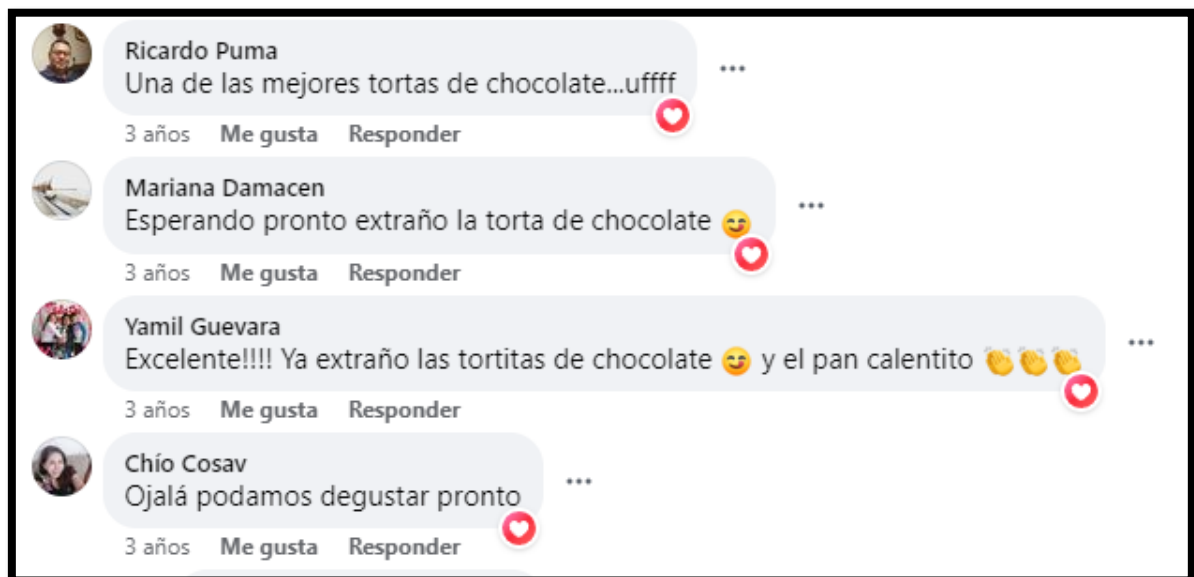 Ricardo Puma
Una de las mejores tortas de chocolate...uffff
3 años Me gusta Responder
Mariana Damacen
Esperando pronto extraño la torta de chocolate 😋
3 años Me gusta Responder
Yamil Guevara
Excelente!!!! Ya extraño las tortitas de chocolate 😋 y el pan calentito 👏👏👏
3 años Me gusta Responder
Chío Cosav
Ojalá podamos degustar pronto
3 años Me gusta Responder